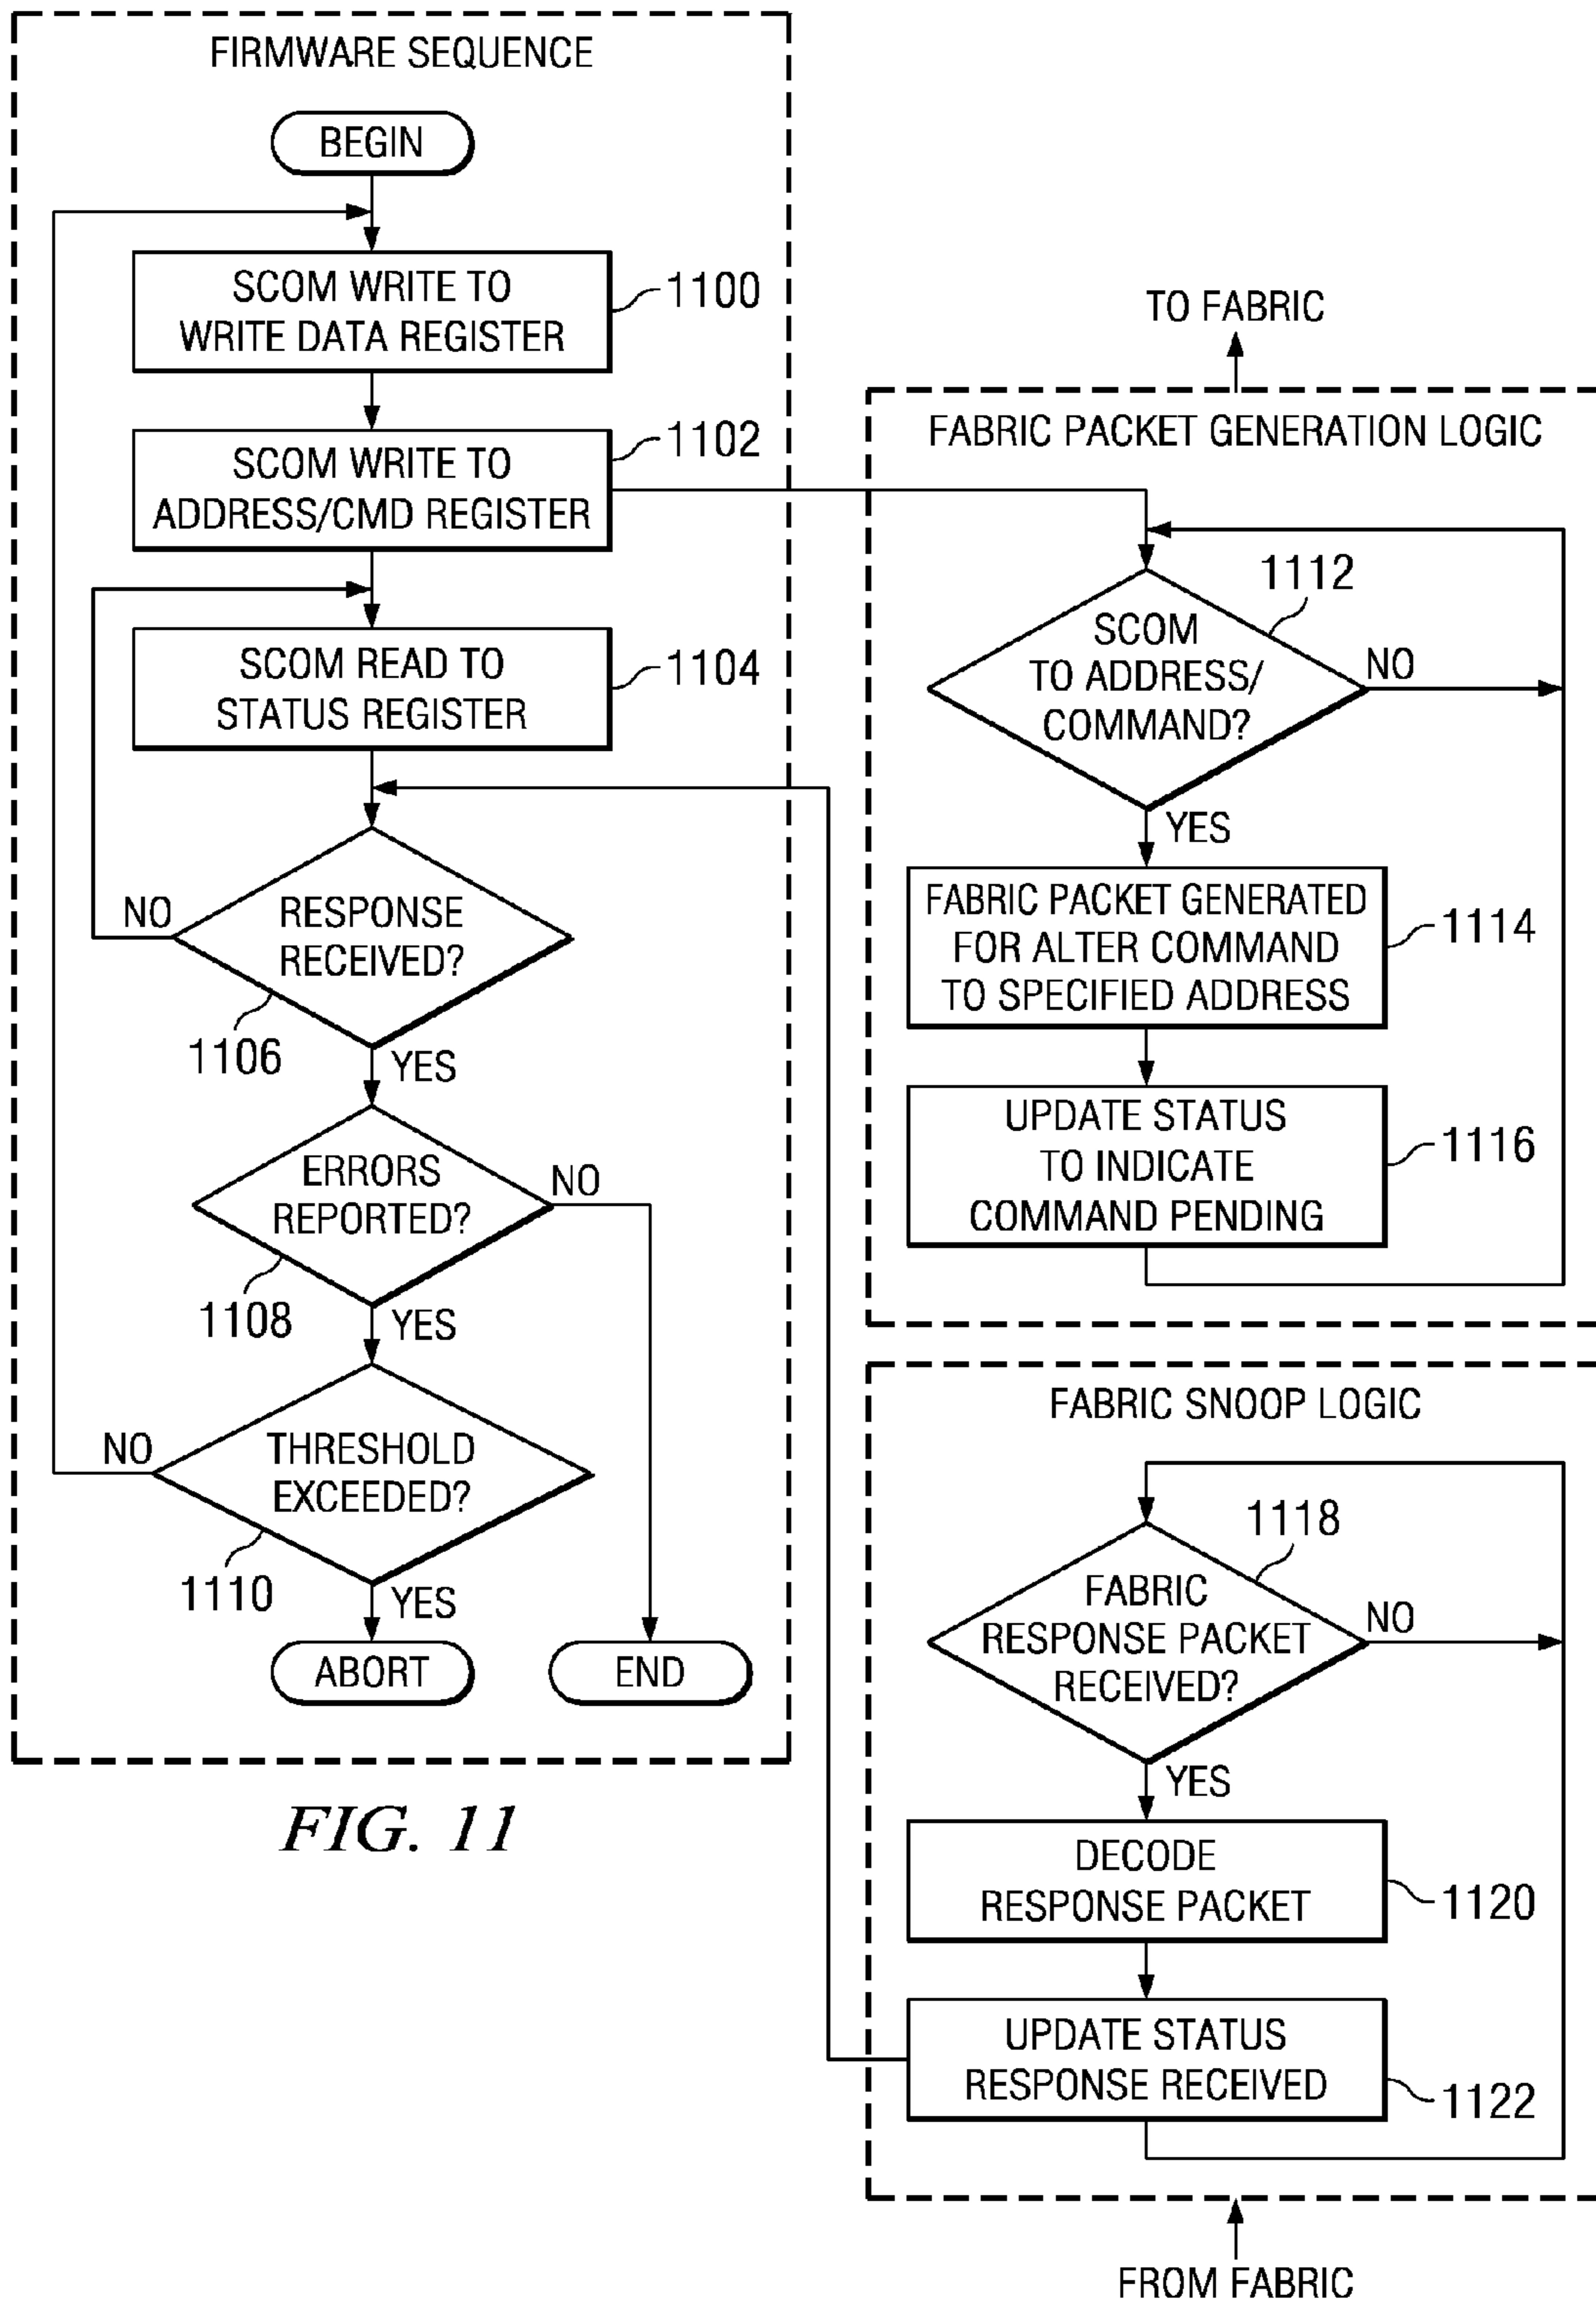 FIRMWARE SEQUENCE
BEGIN
SCOM WRITE TO
WRITE DATA REGISTER
1100
SCOM WRITE TO
ADDRESS/CMD REGISTER
1102
SCOM READ TO
STATUS REGISTER
1104
RESPONSE
RECEIVED?
NO
1106
YES
ERRORS
REPORTED?
NO
1108
YES
THRESHOLD
EXCEEDED?
NO
1110
YES
ABORT
END
FIG. 11
TO FABRIC
FABRIC PACKET GENERATION LOGIC
1112
SCOM
TO ADDRESS/
COMMAND?
NO
YES
FABRIC PACKET GENERATED
FOR ALTER COMMAND
TO SPECIFIED ADDRESS
1114
UPDATE STATUS
TO INDICATE
COMMAND PENDING
1116
FABRIC SNOOP LOGIC
1118
FABRIC
RESPONSE PACKET
RECEIVED?
NO
YES
DECODE
RESPONSE PACKET
1120
UPDATE STATUS
RESPONSE RECEIVED
1122
FROM FABRIC